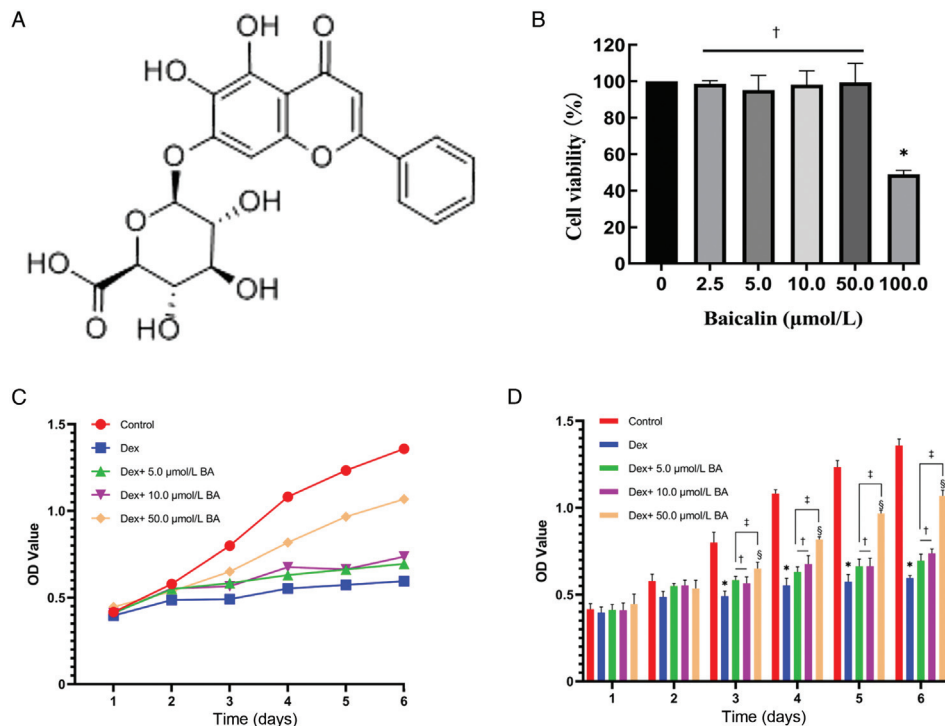 A
OH
O
HO
HO
O
O
O
OH
HO
O
OH
HO
B
†
120
100
80
60
40
20
0
*
Cell viability (%)
0 2.5 5.0 10.0 50.0 100.0
Baicalin (μmol/L)
C
Control
Dex
Dex+ 5.0 μmol/L BA
Dex+ 10.0 μmol/L BA
Dex+ 50.0 μmol/L BA
1.5
1.0
0.5
0.0
OD Value
1 2 3 4 5 6
Time (days)
D
Control
Dex
Dex+ 5.0 μmol/L BA
Dex+ 10.0 μmol/L BA
Dex+ 50.0 μmol/L BA
1.5
1.0
0.5
0.0
OD Value
‡ ‡ ‡ ‡
§ § § §
† † † †
* * * *
1 2 3 4 5 6
Time (days)